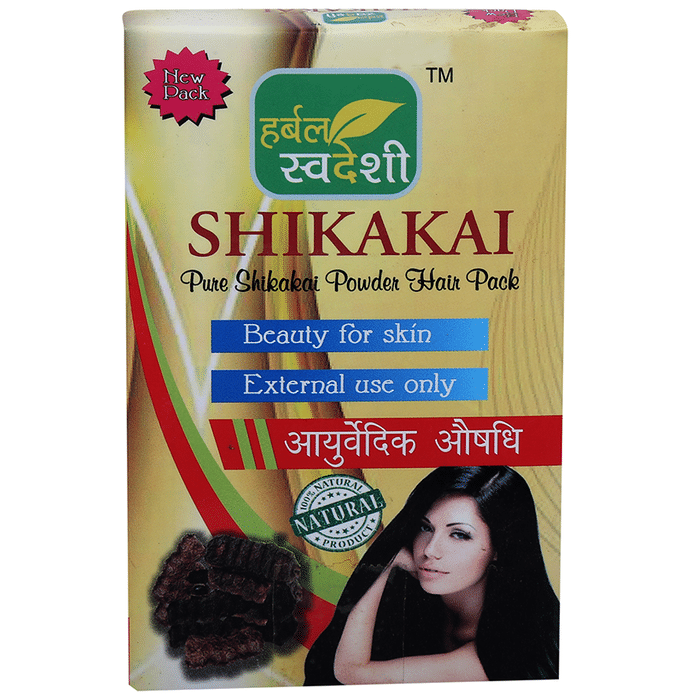 New
Pack
TM
हर्बल
स्वदेशी
SHIKAKAI
Pure Shikakai Powder Hair Pack
Beauty for skin
External use only
आयुर्वेदिक औषधि
100% NATURAL
NATURAL
PRODUCT